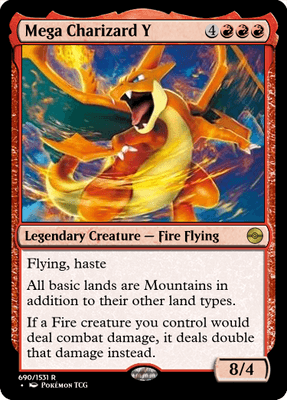 Mega Charizard Y 4
Legendary Creature — Fire Flying
Flying, haste
All basic lands are Mountains in
addition to their other land types.
If a Fire creature you control would
deal combat damage, it deals double
that damage instead.
8/4
690/1531 R
• Pokémon TCG